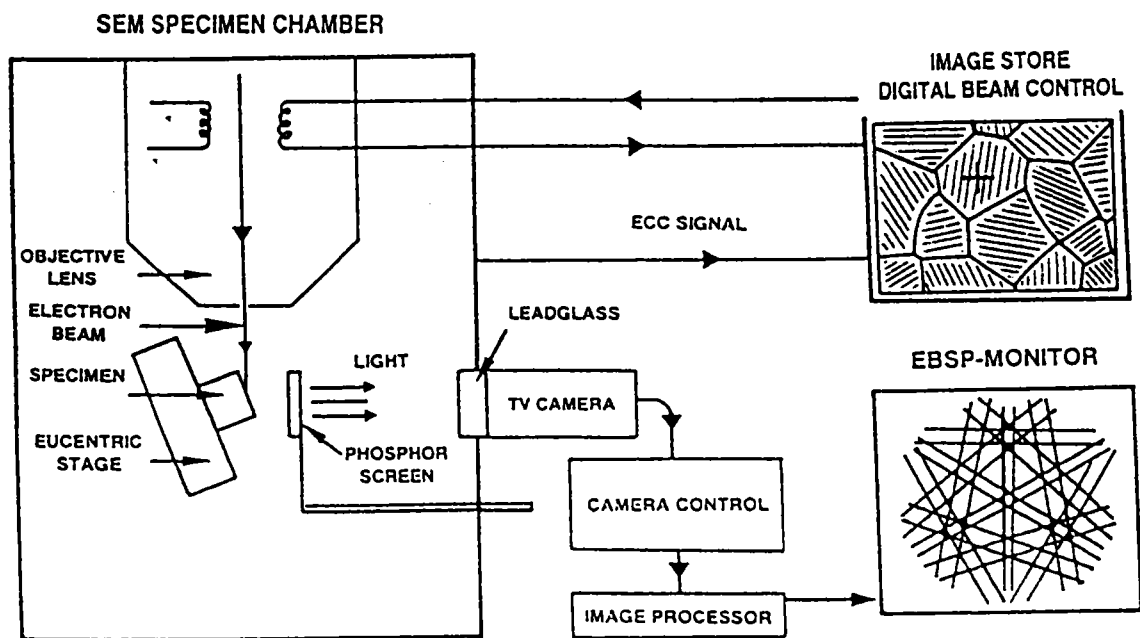 SEM SPECIMEN CHAMBER
IMAGE STORE
DIGITAL BEAM CONTROL
ECC SIGNAL
OBJECTIVE
LENS
ELECTRON
BEAM
SPECIMEN
EUCENTRIC
STAGE
LIGHT
PHOSPHOR
SCREEN
LEADGLASS
TV CAMERA
CAMERA CONTROL
IMAGE PROCESSOR
EBSP-MONITOR